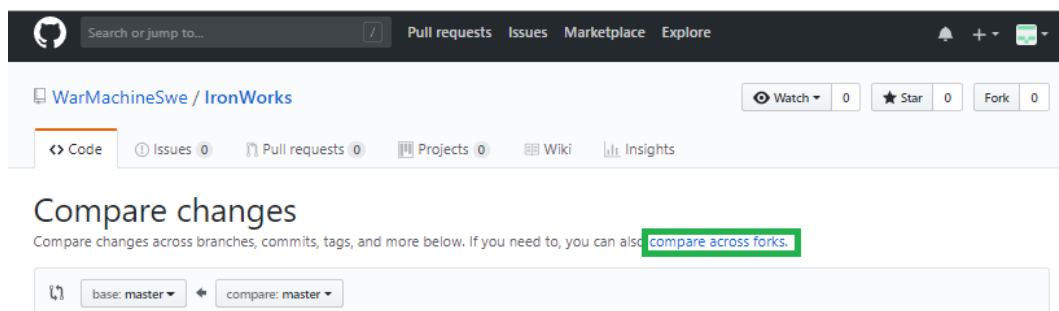 Search or jump to... / Pull requests Issues Marketplace Explore
WarMachineSwe / IronWorks Watch 0 Star 0 Fork 0
Code Issues 0 Pull requests 0 Projects 0 Wiki Insights
Compare changes
Compare changes across branches, commits, tags, and more below. If you need to, you can also compare across forks.
base: master compare: master